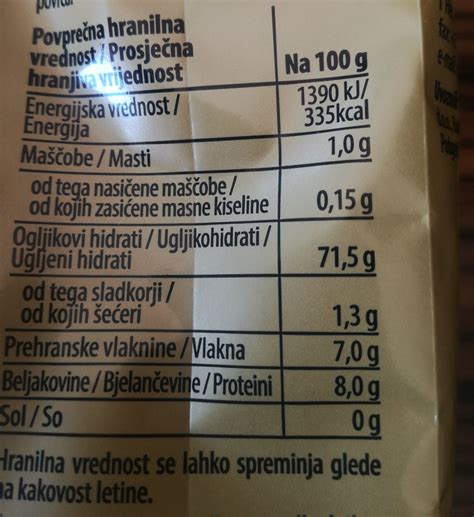 Povprečna hranilna
vrednost / Prosječna
hranjiva vrijednost
Na 100 g
Energijska vrednost /
Energija
1390 kJ/
335kcal
Maščobe / Masti
1,0 g
od tega nasičene maščobe /
od kojih zasićene masne kiseline
0,15 g
Ogljikovi hidrati / Ugljikohidrati /
Ugljeni hidrati
71,5 g
od tega sladkorji /
od kojih šećeri
1,3 g
Prehranske vlaknine / Vlakna
7,0 g
Beljakovine / Bjelančevine / Proteini
8,0 g
Sol / So
0 g
Hranilna vrednost se lahko spreminja glede
na kakovost letine.